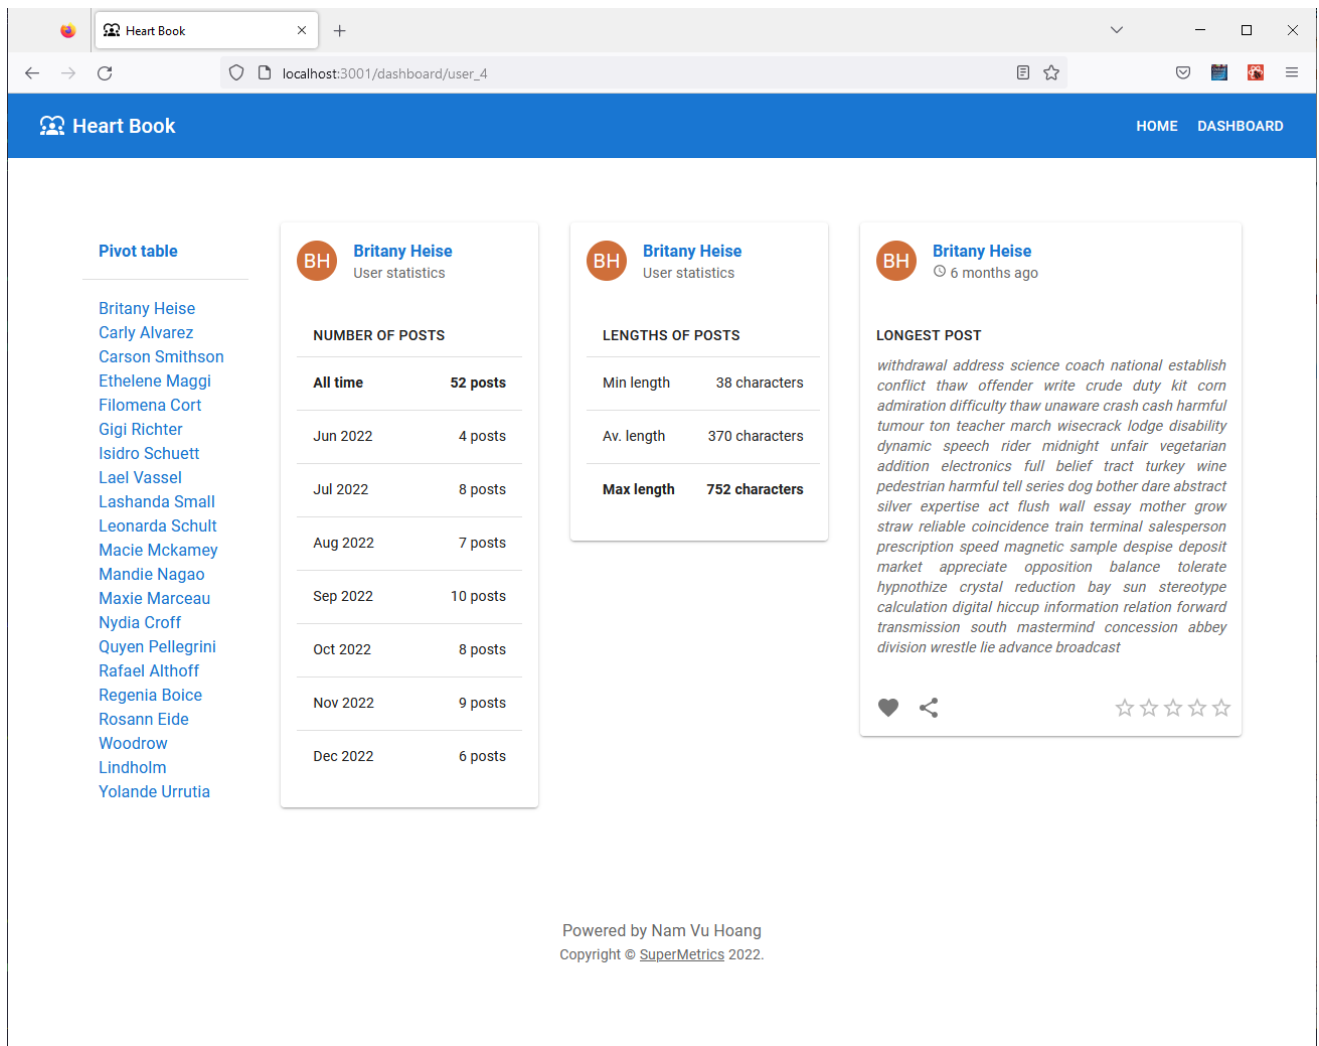 Heart Book
localhost:3001/dashboard/user_4
Heart Book
HOME DASHBOARD
Pivot table
Britany Heise
Carly Alvarez
Carson Smithson
Ethelene Maggi
Filomena Cort
Gigi Richter
Isidro Schuett
Lael Vassel
Lashanda Small
Leonarda Schult
Macie Mckamey
Mandie Nagao
Maxie Marceau
Nydia Croff
Quyen Pellegrini
Rafael Althoff
Regenia Boice
Rosann Eide
Woodrow
Lindholm
Yolande Urrutia
BH
Britany Heise
User statistics
NUMBER OF POSTS
All time 52 posts
Jun 2022 4 posts
Jul 2022 8 posts
Aug 2022 7 posts
Sep 2022 10 posts
Oct 2022 8 posts
Nov 2022 9 posts
Dec 2022 6 posts
BH
Britany Heise
User statistics
LENGTHS OF POSTS
Min length 38 characters
Av. length 370 characters
Max length 752 characters
BH
Britany Heise
6 months ago
LONGEST POST
withdrawal address science coach national establish
conflict thaw offender write crude duty kit corn
admiration difficulty thaw unaware crash cash harmful
tumour ton teacher march wisecrack lodge disability
dynamic speech rider midnight unfair vegetarian
addition electronics full belief tract turkey wine
pedestrian harmful tell series dog bother dare abstract
silver expertise act flush wall essay mother grow
straw reliable coincidence train terminal salesperson
prescription speed magnetic sample despise deposit
market appreciate opposition balance tolerate
hypnothize crystal reduction bay sun stereotype
calculation digital hiccup information relation forward
transmission south mastermind concession abbey
division wrestle lie advance broadcast
Powered by Nam Vu Hoang
Copyright © SuperMetrics 2022.